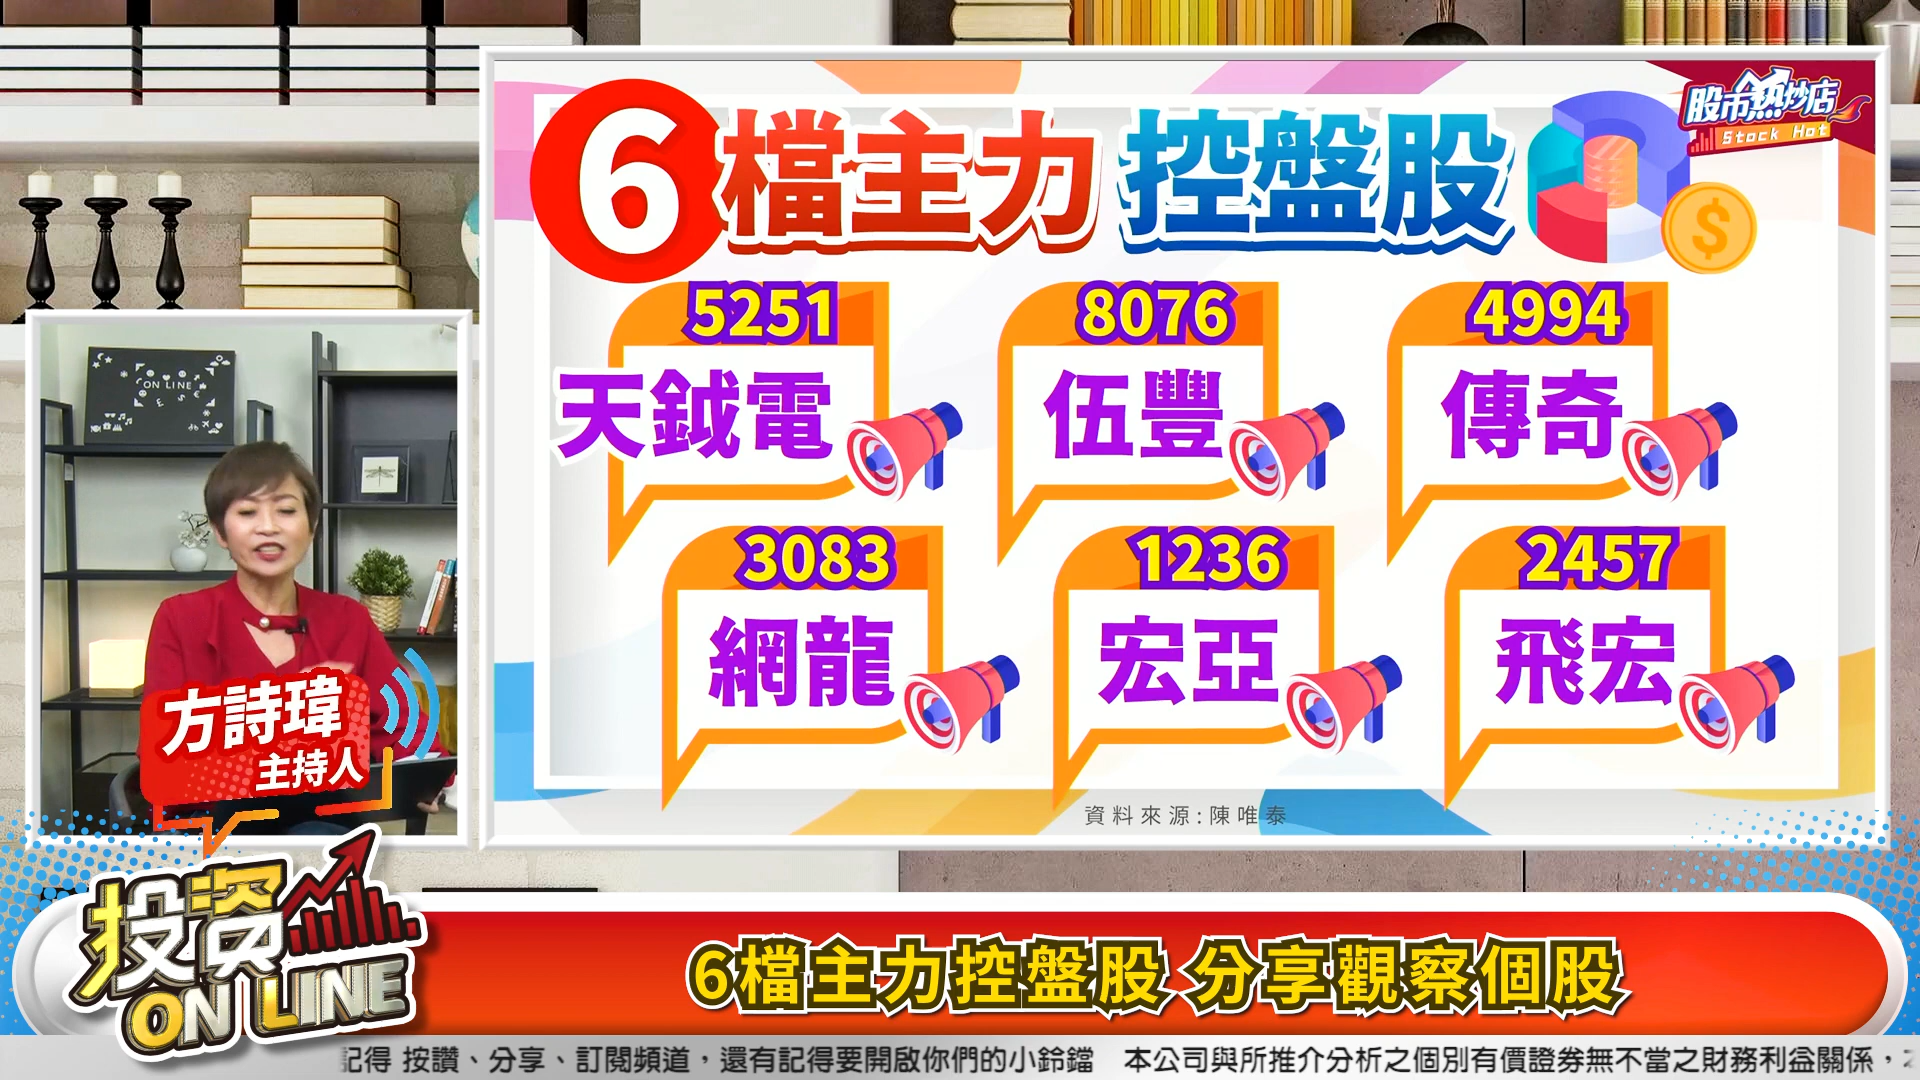 股市熱炒店
Stock Hot
6檔主力 控盤股
5251
天鉞電
8076
伍豐
4994
傳奇
3083
網龍
1236
宏亞
2457
飛宏
資料來源:陳唯泰
ON LINE
方詩瑋
主持人
投資
ON LINE
6檔主力控盤股 分享觀察個股
記得 按讚、分享、訂閱頻道，還有記得要開啟你們的小鈴鐺 本公司與所推介分析之個別有價證券無不當之財務利益關係，